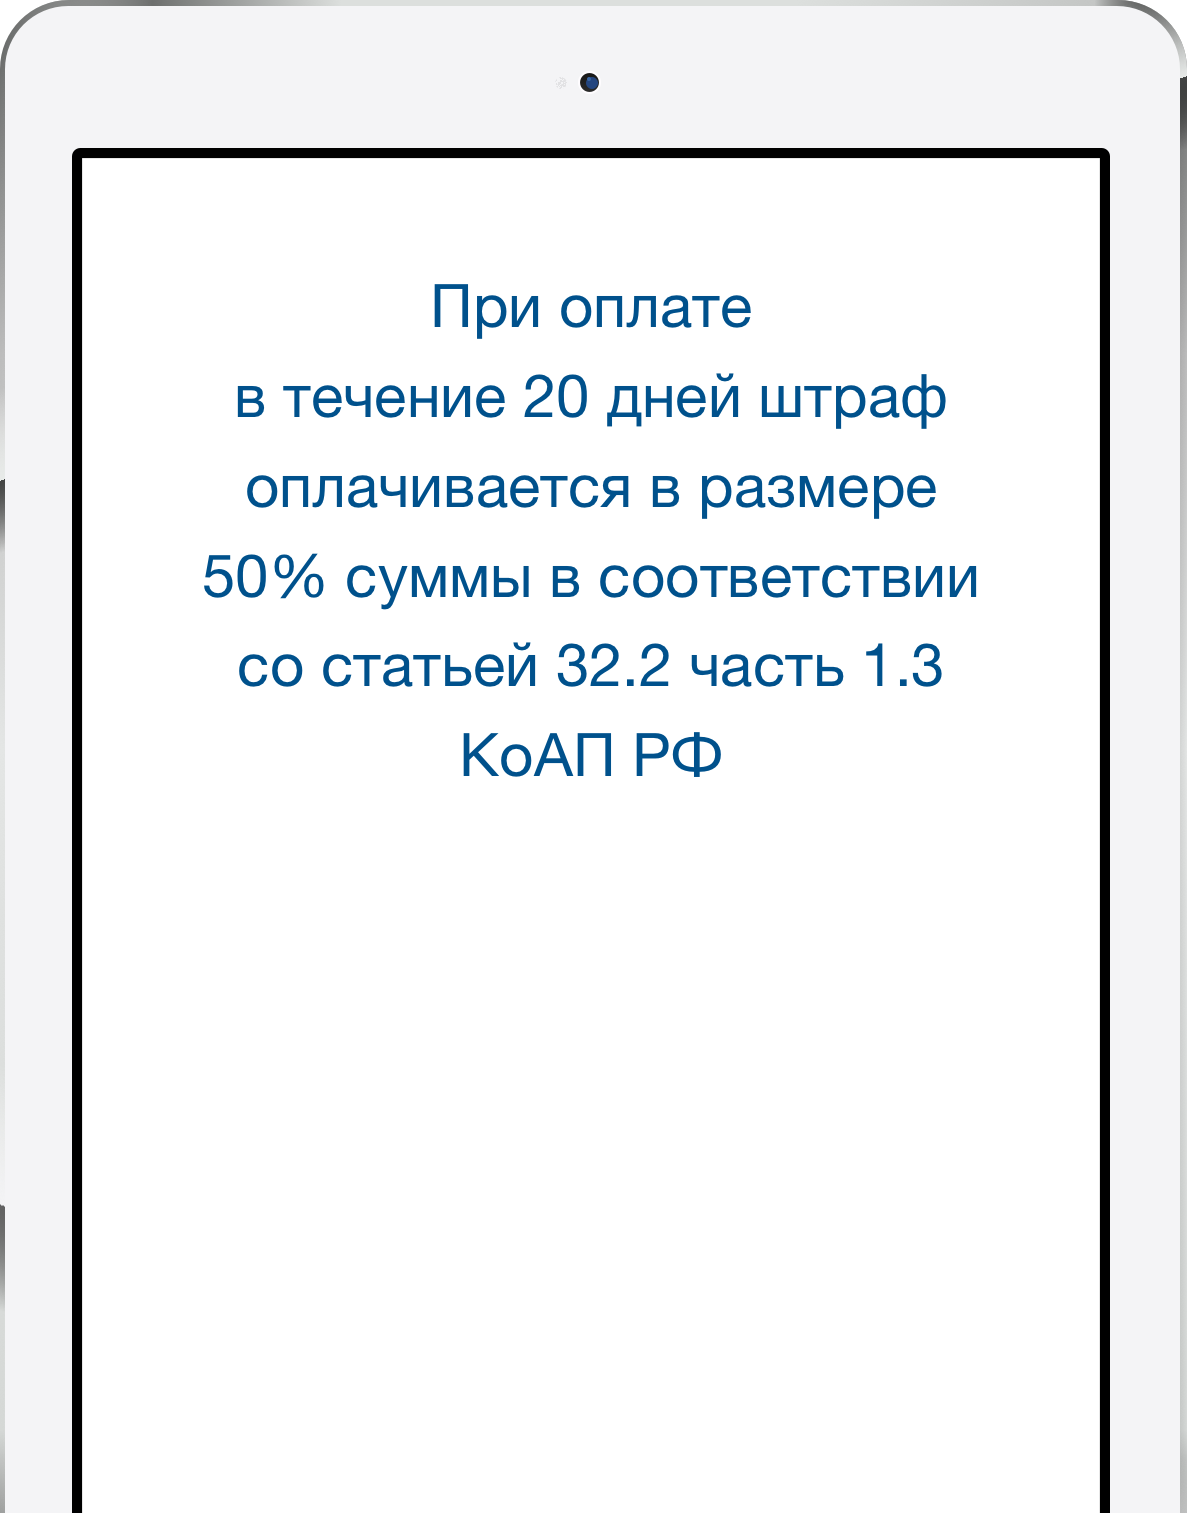 При оплате
в течение 20 дней штраф
оплачивается в размере
50% суммы в соответствии
со статьей 32.2 часть 1.3
КоАП РФ